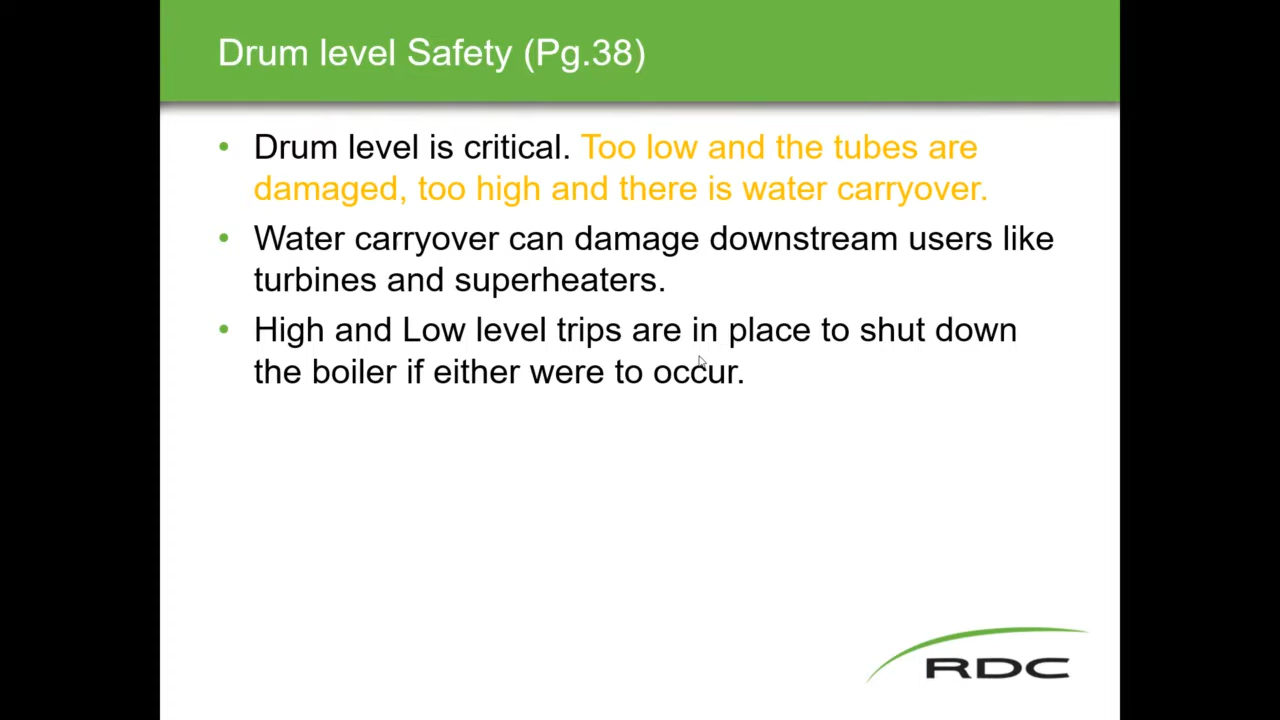 Drum level Safety (Pg.38)
• Drum level is critical. Too low and the tubes are
damaged, too high and there is water carryover.
• Water carryover can damage downstream users like
turbines and superheaters.
• High and Low level trips are in place to shut down
the boiler if either were to occur.
RDC